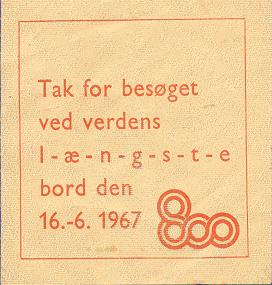 Tak for besøget
ved verdens
l-æ-n-g-s-t-e
bord den
16.-6. 1967
800